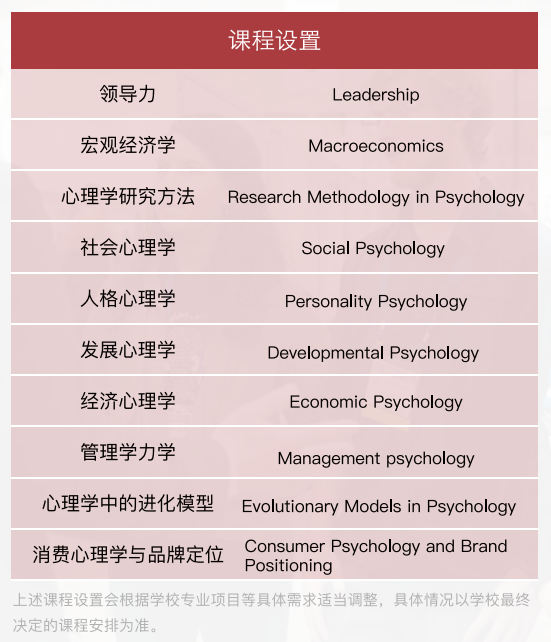 课程设置
领导力 Leadership
宏观经济学 Macroeconomics
心理学研究方法 Research Methodology in Psychology
社会心理学 Social Psychology
人格心理学 Personality Psychology
发展心理学 Developmental Psychology
经济心理学 Economic Psychology
管理学力学 Management psychology
心理学中的进化模型 Evolutionary Models in Psychology
消费心理学与品牌定位 Consumer Psychology and Brand
Positioning
上述课程设置会根据学校专业项目等具体需求适当调整，具体情况以学校最终
决定的课程安排为准。